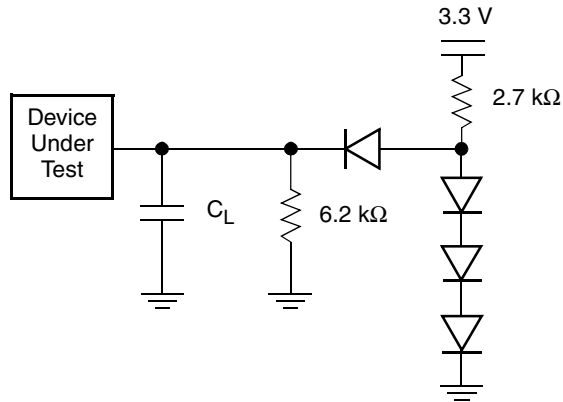 3.3 V
2.7 kΩ
Device
Under
Test
C_L
6.2 kΩ